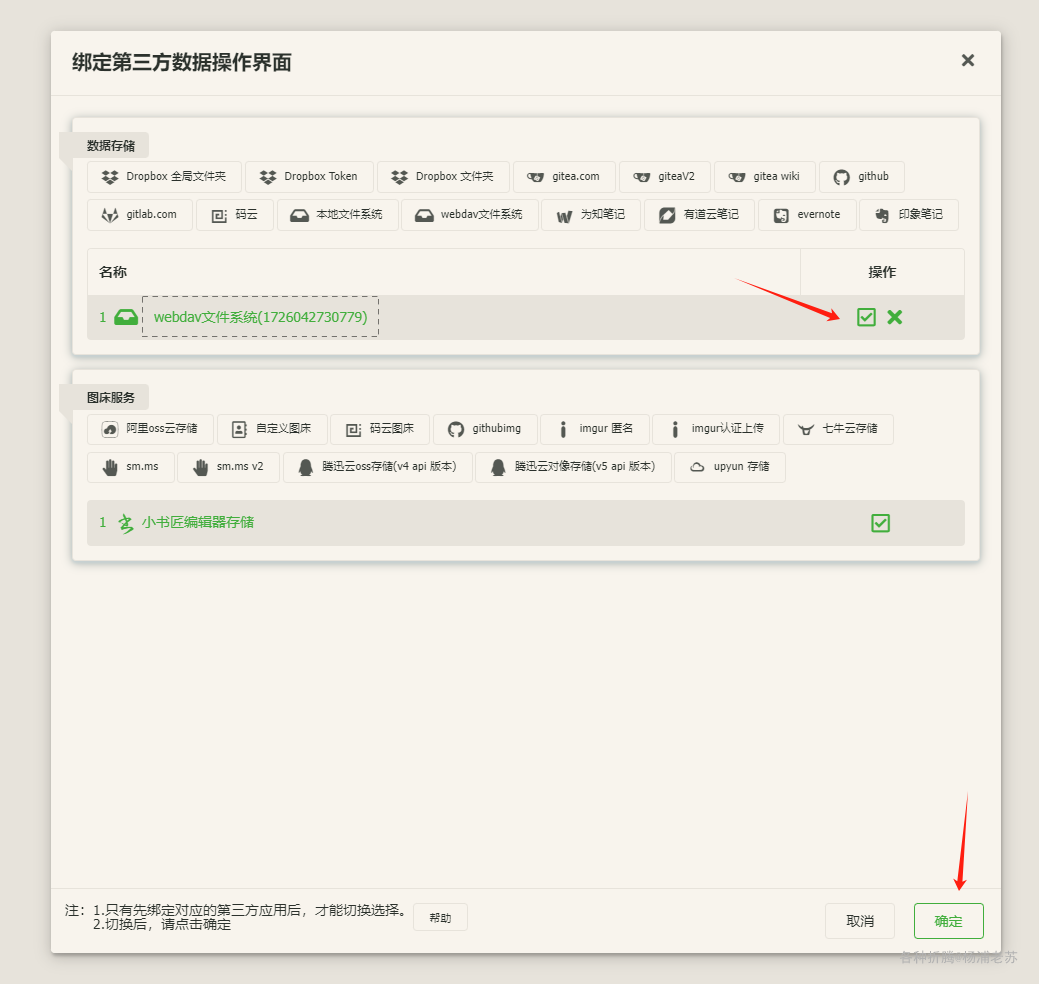 绑定第三方数据操作界面
数据存储
Dropbox 全局文件夹 Dropbox Token Dropbox 文件夹 gitea.com giteaV2 gitea wiki github
gitlab.com 码云 本地文件系统 webdav文件系统 为知笔记 有道云笔记 evernote 印象笔记
名称 操作
1 webdav文件系统(1726042730779)
图床服务
阿里oss云存储 自定义图床 码云图床 githubimg imgur 匿名 imgur认证上传 七牛云存储
sm.ms sm.ms v2 腾迅云oss存储(v4 api 版本) 腾迅云对像存储(v5 api 版本) upyun 存储
1 小书匠编辑器存储
注： 1.只有先绑定对应的第三方应用后，才能切换选择。 帮助 取消 确定
2.切换后，请点击确定
各种折腾@杨浦老苏